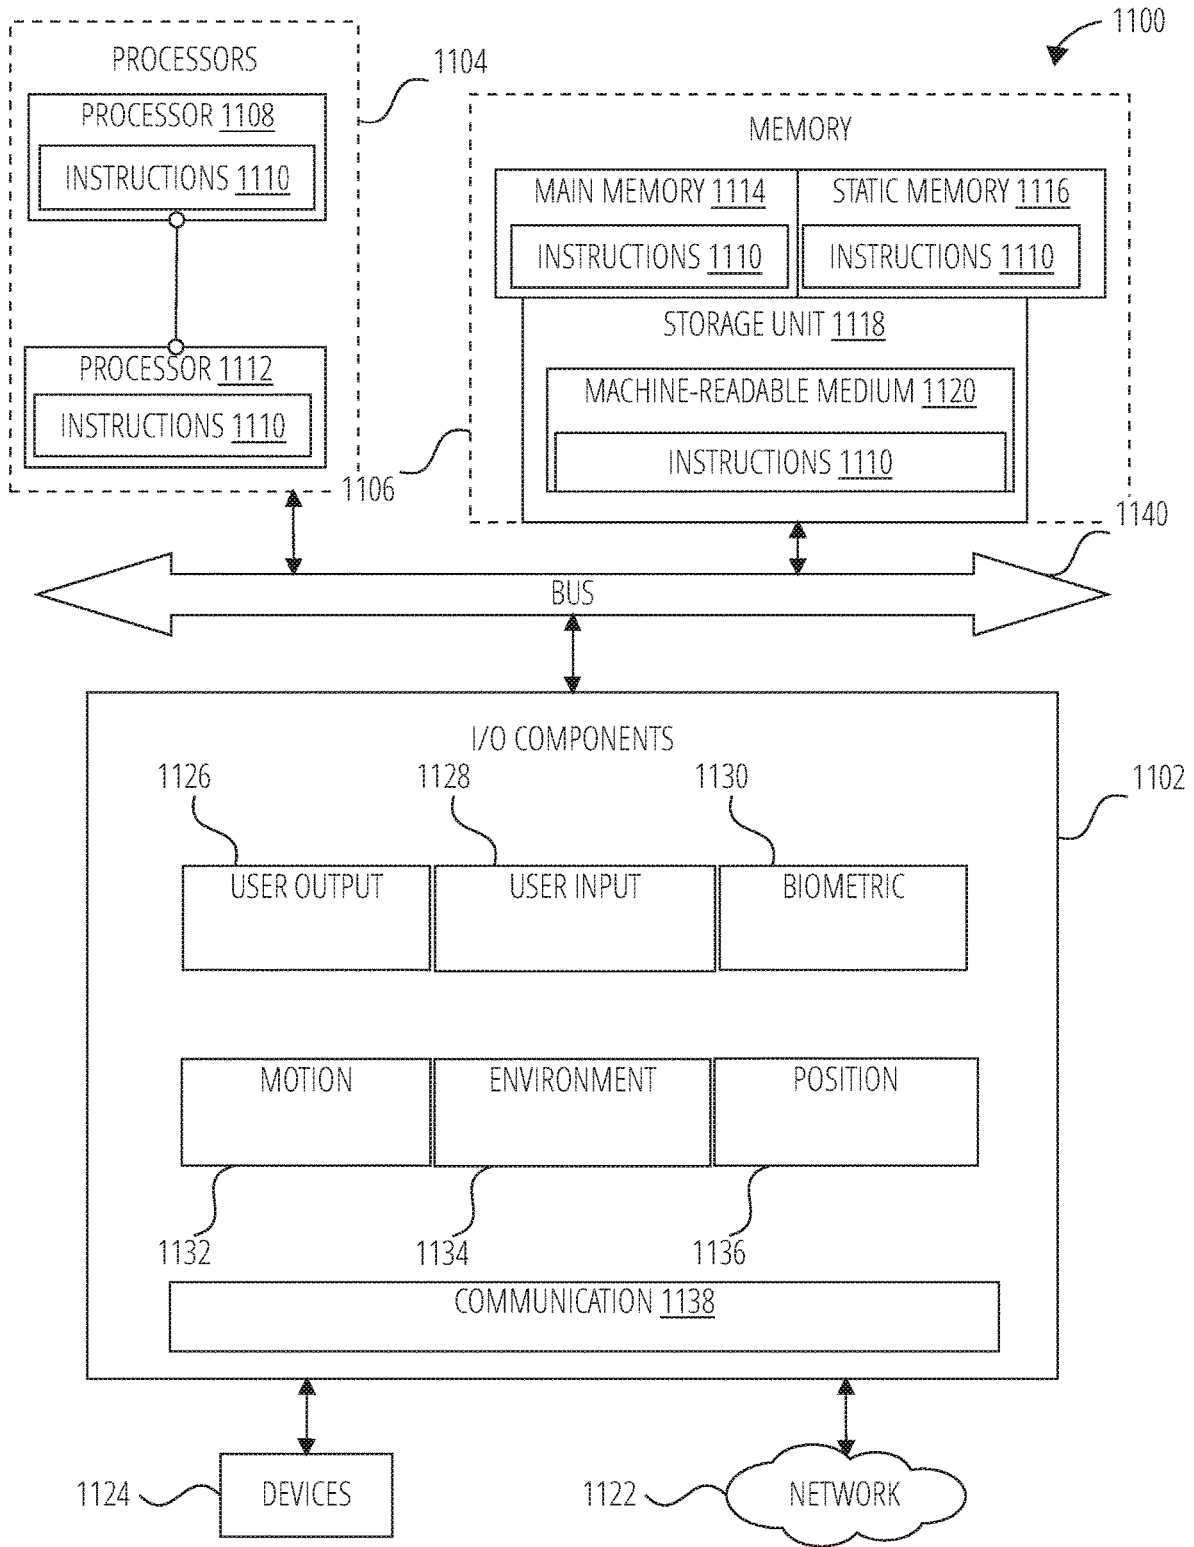 1100
PROCESSORS
1104
PROCESSOR 1108
INSTRUCTIONS 1110
PROCESSOR 1112
INSTRUCTIONS 1110
MEMORY
MAIN MEMORY 1114
INSTRUCTIONS 1110
STATIC MEMORY 1116
INSTRUCTIONS 1110
STORAGE UNIT 1118
MACHINE-READABLE MEDIUM 1120
INSTRUCTIONS 1110
1106
1140
BUS
I/O COMPONENTS
1102
1126
1128
1130
USER OUTPUT
USER INPUT
BIOMETRIC
MOTION
ENVIRONMENT
POSITION
1132
1134
1136
COMMUNICATION 1138
1124
DEVICES
1122
NETWORK